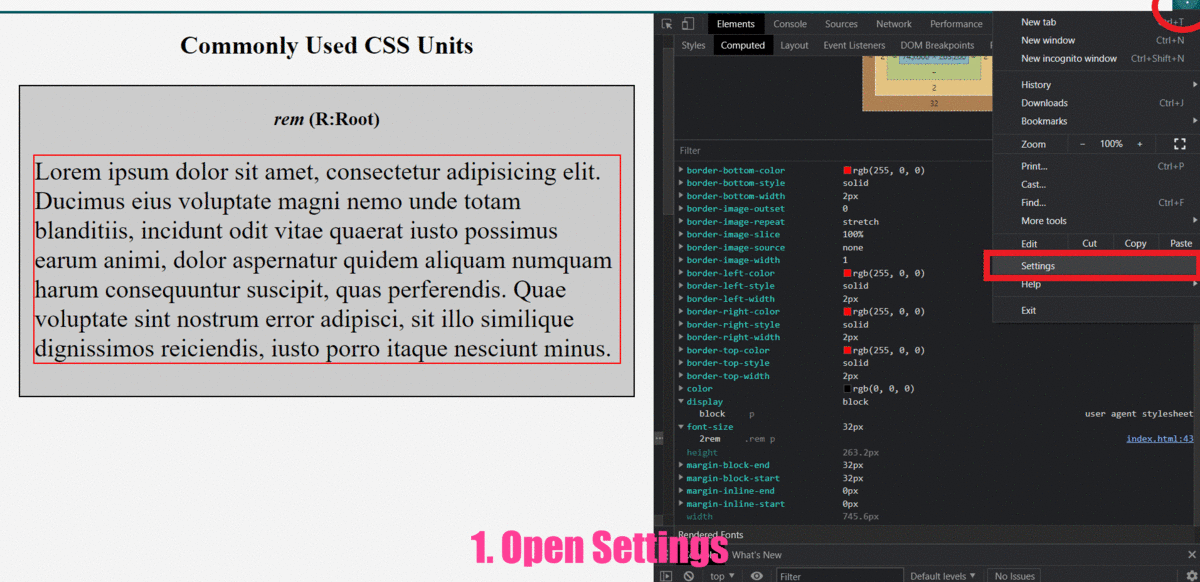 Commonly Used CSS Units
rem (R:Root)
Lorem ipsum dolor sit amet, consectetur adipisicing elit.
Ducimus eius voluptate magni nemo unde totam
blanditiis, incidunt odit vitae quaerat iusto possimus
earum animi, dolor aspernatur quidem aliquam numquam
harum consequuntur suscipit, quas perferendis. Quae
voluptate sint nostrum error adipisci, sit illo similique
dignissimos reiciendis, iusto porro itaque nesciunt minus.
Elements Console Sources Network Performance
Styles Computed Layout Event Listeners DOM Breakpoints
2
2
2
32
Filter
border-bottom-color rgb(255, 0, 0)
border-bottom-style solid
border-bottom-width 2px
border-image-outset 0
border-image-repeat stretch
border-image-slice 100%
border-image-source none
border-image-width 1
border-left-color rgb(255, 0, 0)
border-left-style solid
border-left-width 2px
border-right-color rgb(255, 0, 0)
border-right-style solid
border-right-width 2px
border-top-color rgb(255, 0, 0)
border-top-style solid
border-top-width 2px
color rgb(0, 0, 0)
display block
block p user agent stylesheet
font-size 32px
2rem .rem p index.html:43
height 263.2px
margin-block-end 32px
margin-block-start 32px
margin-inline-end 0px
margin-inline-start 0px
width 745.6px
Rendered Fonts
What's New
top Filter Default levels No Issues
New tab Ctrl+T
New window Ctrl+N
New incognito window Ctrl+Shift+N
History
Downloads Ctrl+J
Bookmarks
Zoom - 100% +
Print... Ctrl+P
Cast...
Find... Ctrl+F
More tools
Edit Cut Copy Paste
Settings
Help
Exit
1. Open Settings